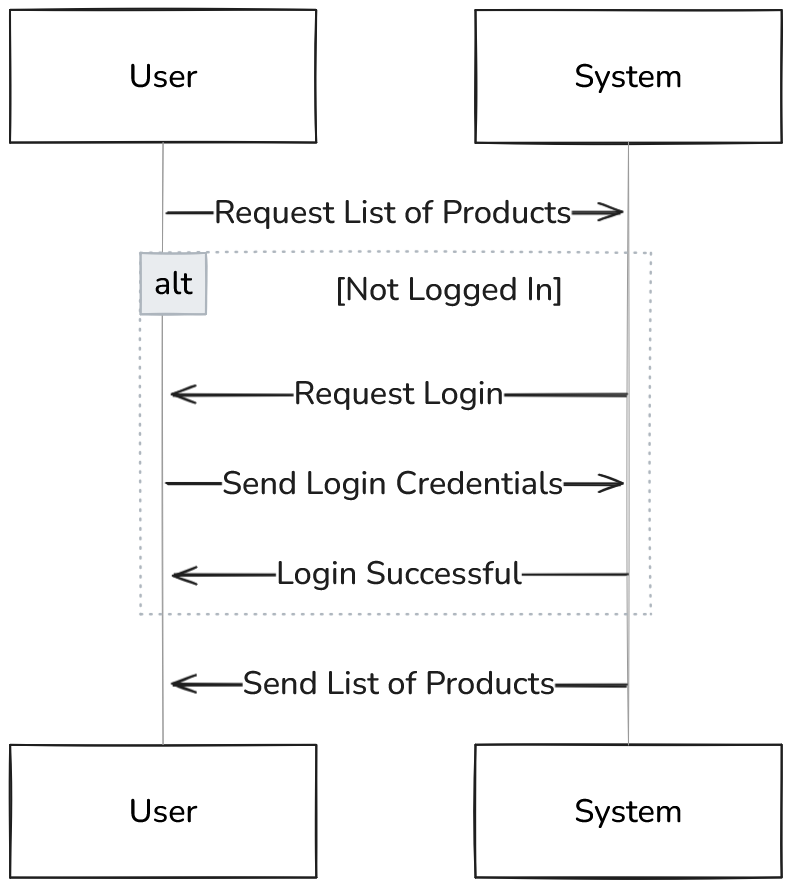 User
System
Request List of Products
alt
[Not Logged In]
Request Login
Send Login Credentials
Login Successful
Send List of Products
User
System